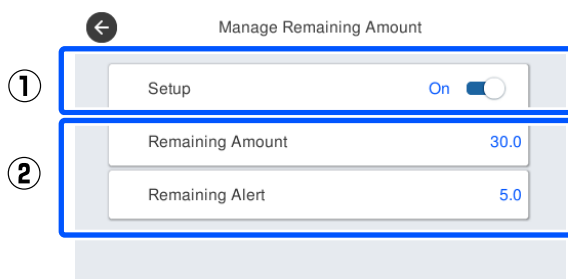 Manage Remaining Amount
① Setup On
② Remaining Amount 30.0
Remaining Alert 5.0